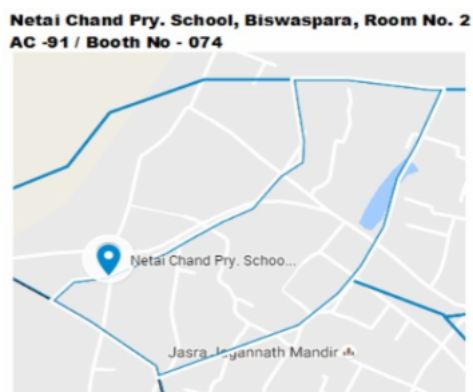 Netai Chand Pry. School, Biswaspara, Room No. 2
AC -91 / Booth No - 074
Netai Chand Pry. Schoo...
Jasra Jagannath Mandir